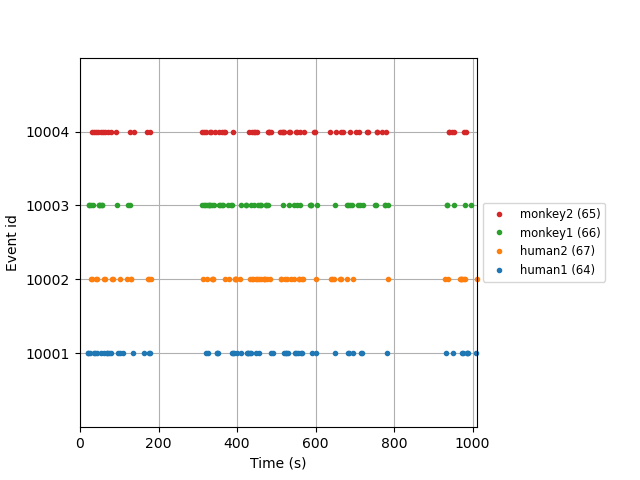 10004
10003
10002
10001
Event id
0 200 400 600 800 1000
Time (s)
monkey2 (65)
monkey1 (66)
human2 (67)
human1 (64)